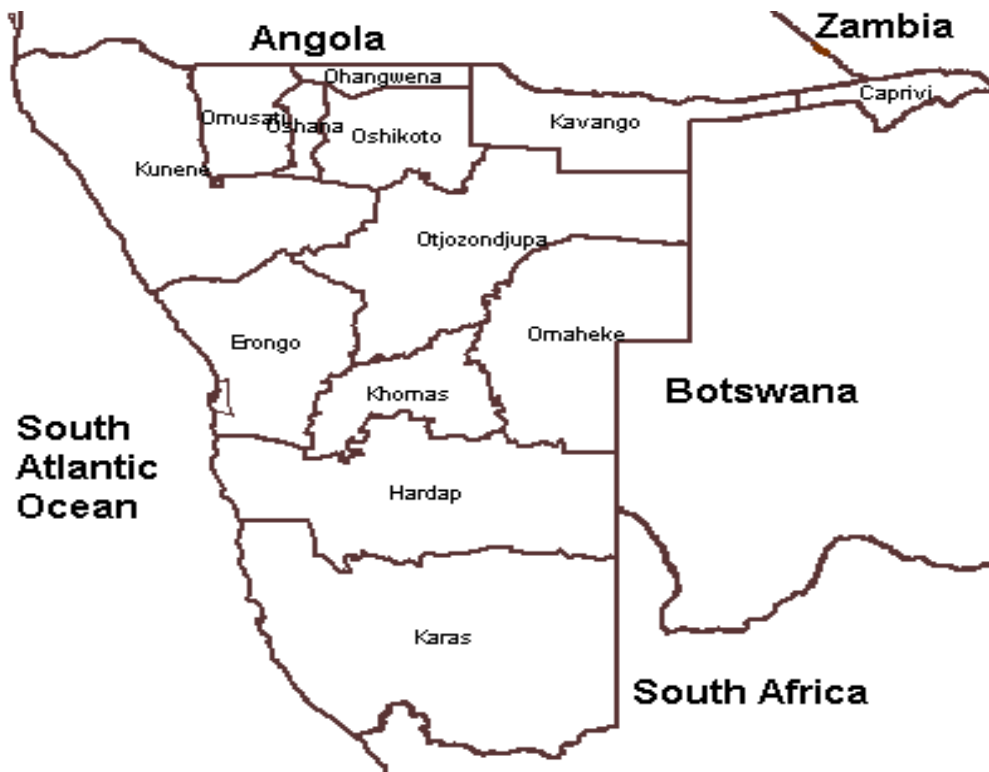 Angola
Zambia
Ohangwena
Caprivi
Omusati
Oshana
Oshikoto
Kavango
Kunene
Otjozondjupa
Erongo
Omaheke
Khomas
Botswana
South
Atlantic
Ocean
Hardap
Karas
South Africa